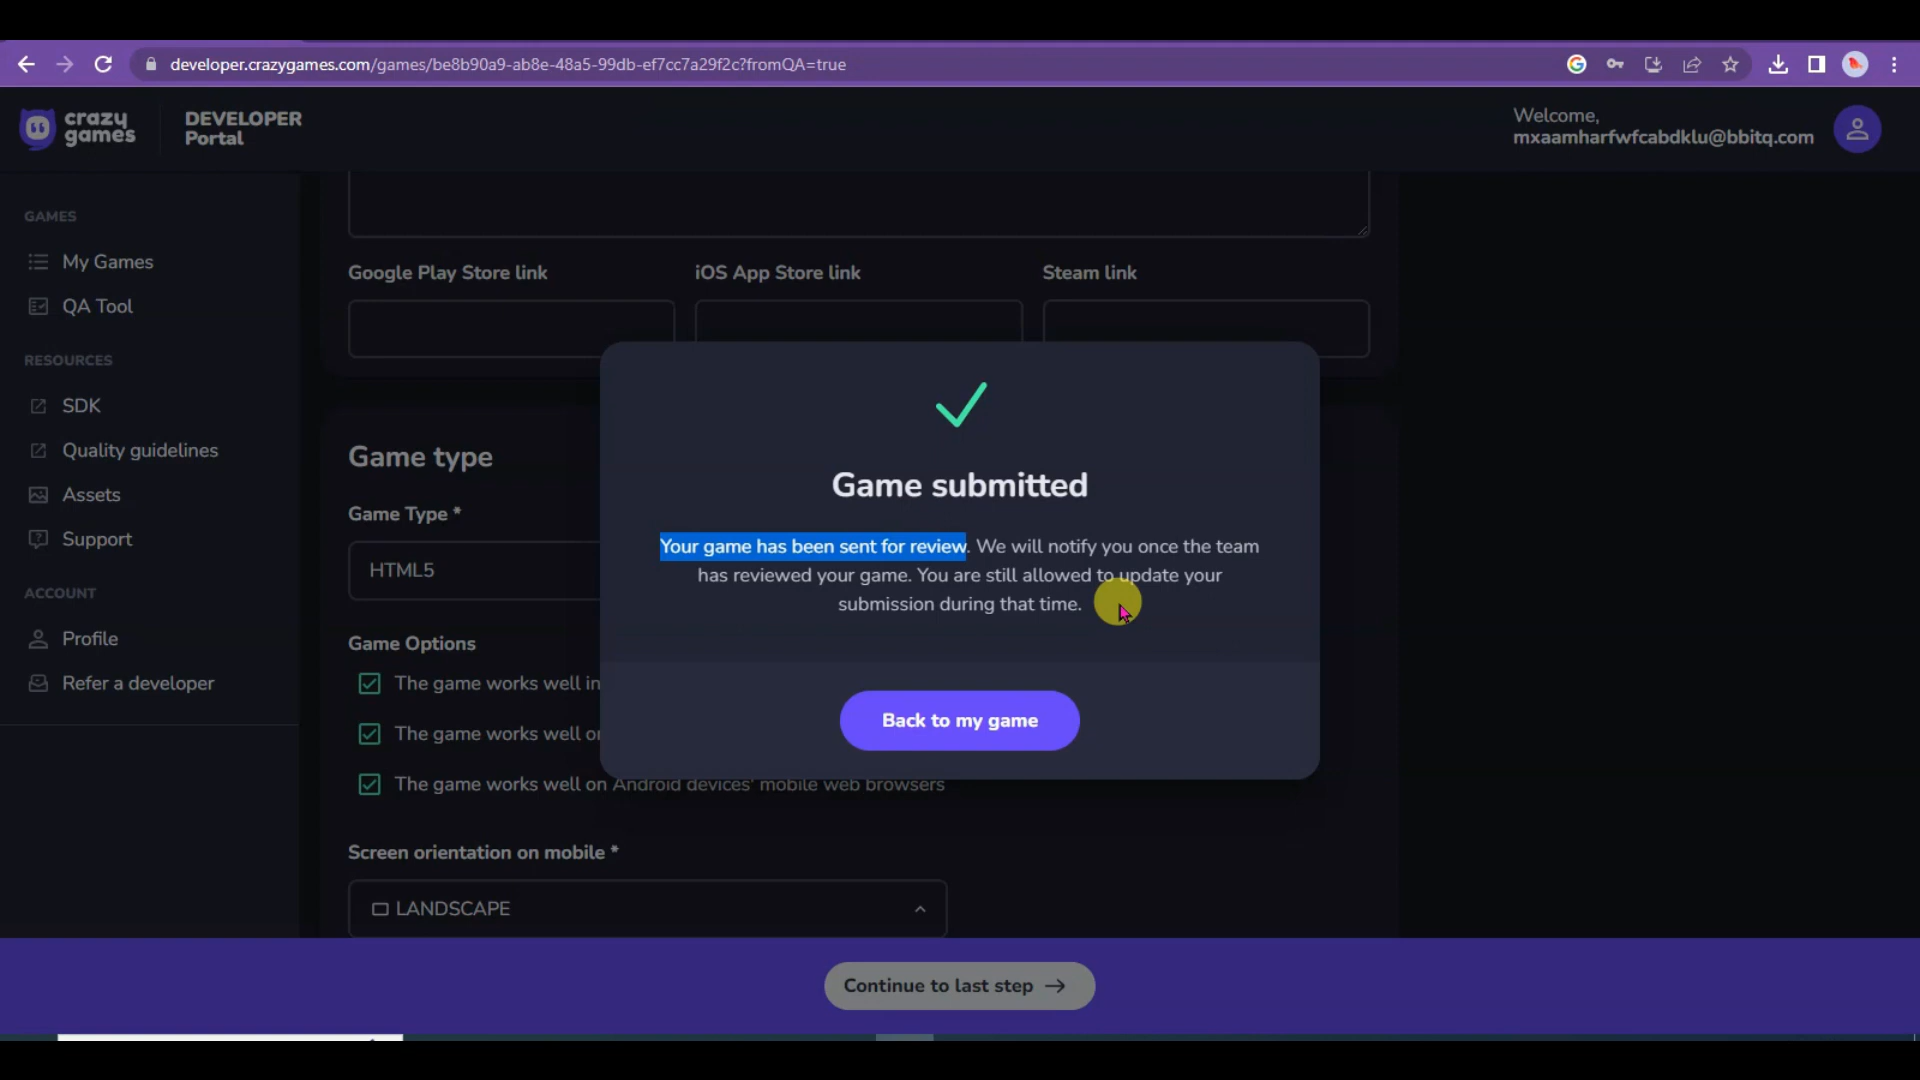 developer.crazygames.com/games/be8b90a9-ab8e-48a5-99db-ef7cc7a29f2c?fromQA=true
crazy
games
DEVELOPER
Portal
Welcome,
mxaamharfwfcabdklu@bbitq.com
GAMES
My Games
QA Tool
RESOURCES
SDK
Quality guidelines
Assets
Support
ACCOUNT
Profile
Refer a developer
Google Play Store link
iOS App Store link
Steam link
Game type
Game Type *
HTML5
Game Options
The game works well in
The game works well
The game works well on Android devices' mobile web browsers
Screen orientation on mobile *
LANDSCAPE
Game submitted
Your game has been sent for review. We will notify you once the team
has reviewed your game. You are still allowed to update your
submission during that time.
Back to my game
Continue to last step →